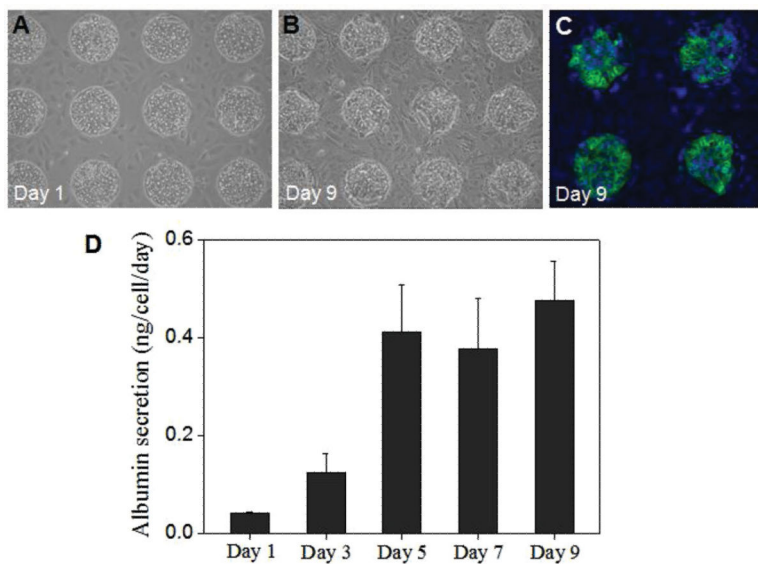 A
B
C
Day 1
Day 9
Day 9
D
Albumin secretion (ng/cell/day)
0.6
0.4
0.2
0.0
Day 1 Day 3 Day 5 Day 7 Day 9